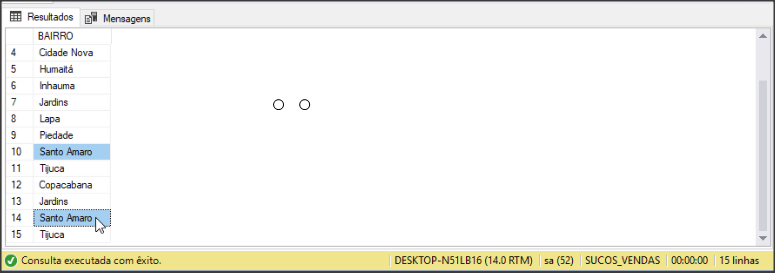 Resultados Mensagens
BAIRRO
4 Cidade Nova
5 Humaitá
6 Inhauma
7 Jardins
8 Lapa
9 Piedade
10 Santo Amaro
11 Tijuca
12 Copacabana
13 Jardins
14 Santo Amaro
15 Tijuca
Consulta executada com êxito. DESKTOP-N51LB16 (14.0 RTM) sa (52) SUCOS_VENDAS 00:00:00 15 linhas